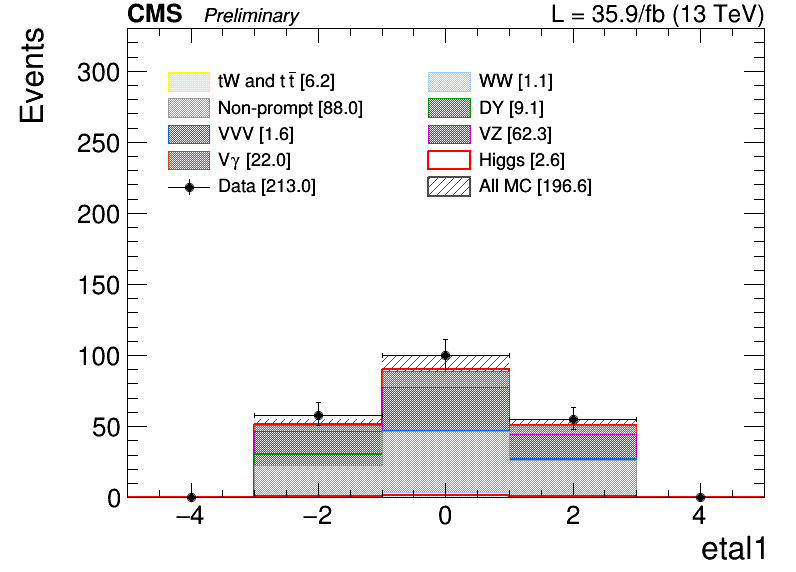 CMS Preliminary L = 35.9/fb (13 TeV)
Events
tW and t t̅ [6.2] WW [1.1]
Non-prompt [88.0] DY [9.1]
VVV [1.6] VZ [62.3]
Vγ [22.0] Higgs [2.6]
Data [213.0] All MC [196.6]
300
250
200
150
100
50
0
−4 −2 0 2 4
etal1